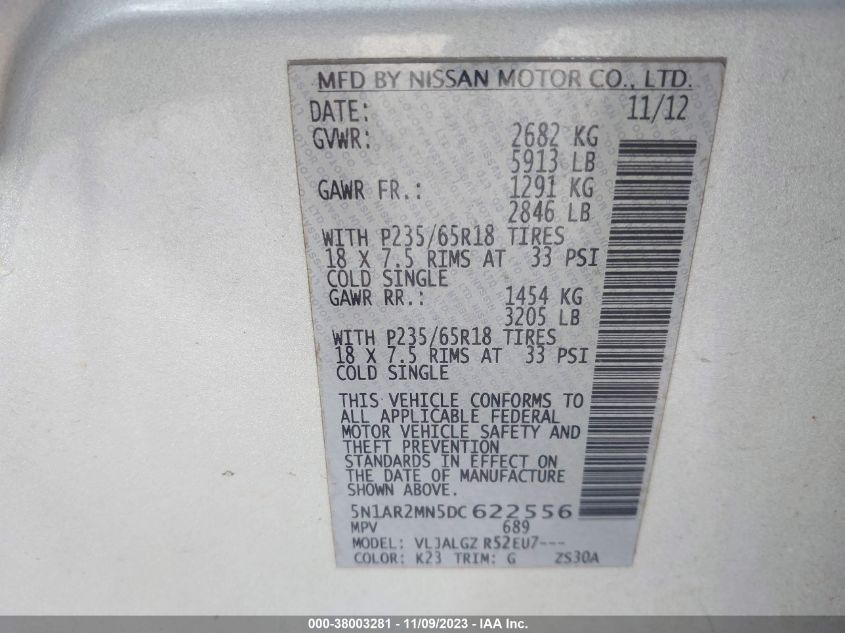 MFD BY NISSAN MOTOR CO., LTD.
DATE: 11/12
GVWR: 2682 KG
5913 LB
GAWR FR.: 1291 KG
2846 LB
WITH P235/65R18 TIRES
18 X 7.5 RIMS AT 33 PSI
COLD SINGLE
GAWR RR.: 1454 KG
3205 LB
WITH P235/65R18 TIRES
18 X 7.5 RIMS AT 33 PSI
COLD SINGLE
THIS VEHICLE CONFORMS TO
ALL APPLICABLE FEDERAL
MOTOR VEHICLE SAFETY AND
THEFT PREVENTION
STANDARDS IN EFFECT ON
THE DATE OF MANUFACTURE
SHOWN ABOVE.
5N1AR2MN5DC622556
MPV 689
MODEL: VLJALGZ R52EU7---
COLOR: K23 TRIM: G ZS30A
000-38003281 - 11/09/2023 - IAA Inc.